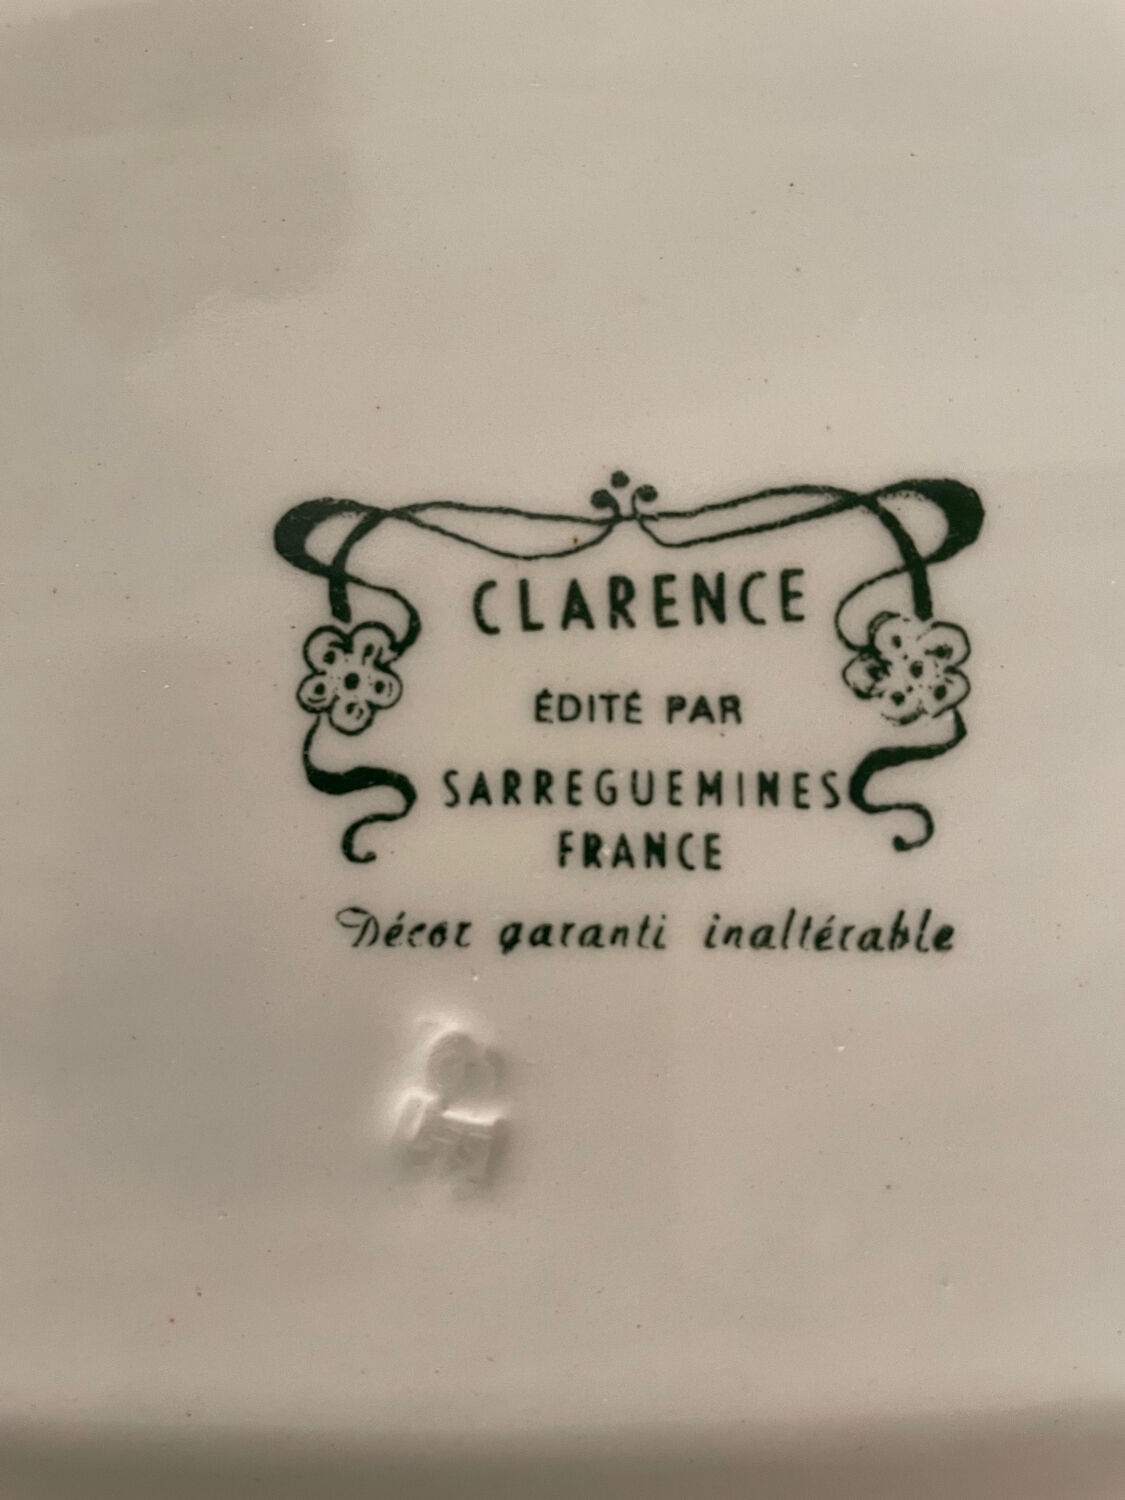 CLARENCE
ÉDITÉ PAR
SARREGUEMINES
FRANCE
Décor garanti inaltérable